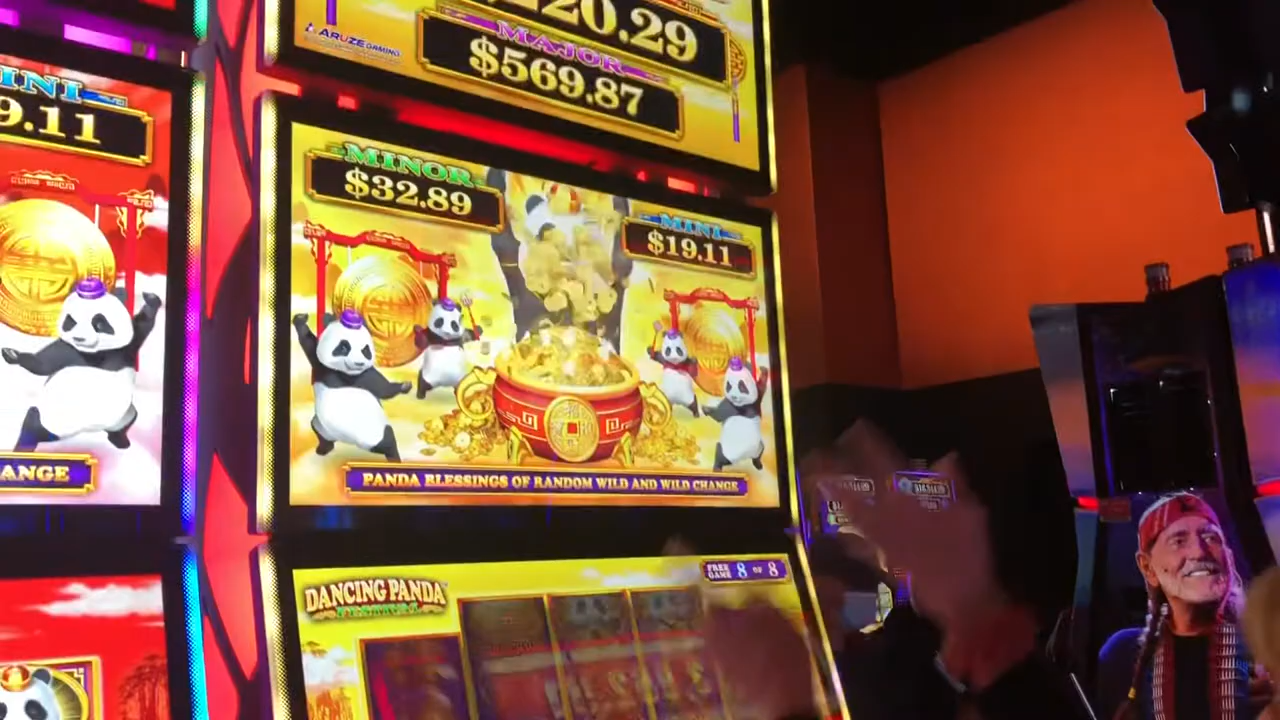 20.29
MAJOR
$569.87
ARUZE GAMING
INI
9.11
MINOR
$32.89
MINI
$19.11
ANGE
PANDA BLESSINGS OF RANDOM WILD AND WILD CHANGE
DANCING PANDA
FREE GAME 8 OF 8